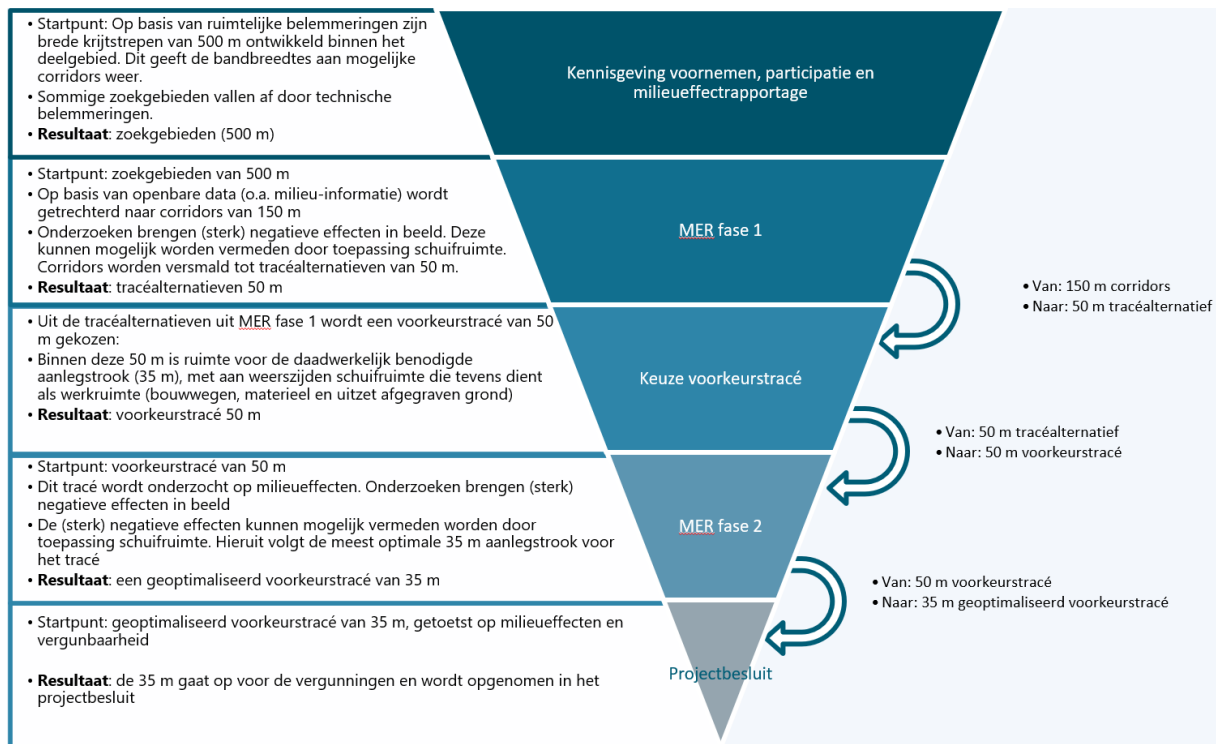 • Startpunt: Op basis van ruimtelijke belemmeringen zijn
brede krijtstrepen van 500 m ontwikkeld binnen het
deelgebied. Dit geeft de bandbreedtes aan mogelijke
corridors weer.
• Sommige zoekgebieden vallen af door technische
belemmeringen.
• Resultaat: zoekgebieden (500 m)
Kennisgeving voornemen, participatie en
milieueffectrapportage
• Startpunt: zoekgebieden van 500 m
• Op basis van openbare data (o.a. milieu-informatie) wordt
getrechterd naar corridors van 150 m
• Onderzoeken brengen (sterk) negatieve effecten in beeld. Deze
kunnen mogelijk worden vermeden door toepassing schuifruimte.
Corridors worden versmald tot tracéalternatieven van 50 m.
• Resultaat: tracéalternatieven 50 m
MER fase 1
• Van: 150 m corridors
• Naar: 50 m tracéalternatief
• Uit de tracéalternatieven uit MER fase 1 wordt een voorkeurstracé van 50
m gekozen:
• Binnen deze 50 m is ruimte voor de daadwerkelijk benodigde
aanlegstrook (35 m), met aan weerszijden schuifruimte die tevens dient
als werkruimte (bouwwegen, materieel en uitzet afgegraven grond)
• Resultaat: voorkeurstracé 50 m
Keuze voorkeurstracé
• Van: 50 m tracéalternatief
• Naar: 50 m voorkeurstracé
• Startpunt: voorkeurstracé van 50 m
• Dit tracé wordt onderzocht op milieueffecten. Onderzoeken brengen (sterk)
negatieve effecten in beeld
• De (sterk) negatieve effecten kunnen mogelijk vermeden worden door
toepassing schuifruimte. Hieruit volgt de meest optimale 35 m aanlegstrook voor
het tracé
• Resultaat: een geoptimaliseerd voorkeurstracé van 35 m
MER fase 2
• Van: 50 m voorkeurstracé
• Naar: 35 m geoptimaliseerd voorkeurstracé
• Startpunt: geoptimaliseerd voorkeurstracé van 35 m, getoetst op milieueffecten en
vergunbaarheid
• Resultaat: de 35 m gaat op voor de vergunningen en wordt opgenomen in het
projectbesluit
Projectbesluit